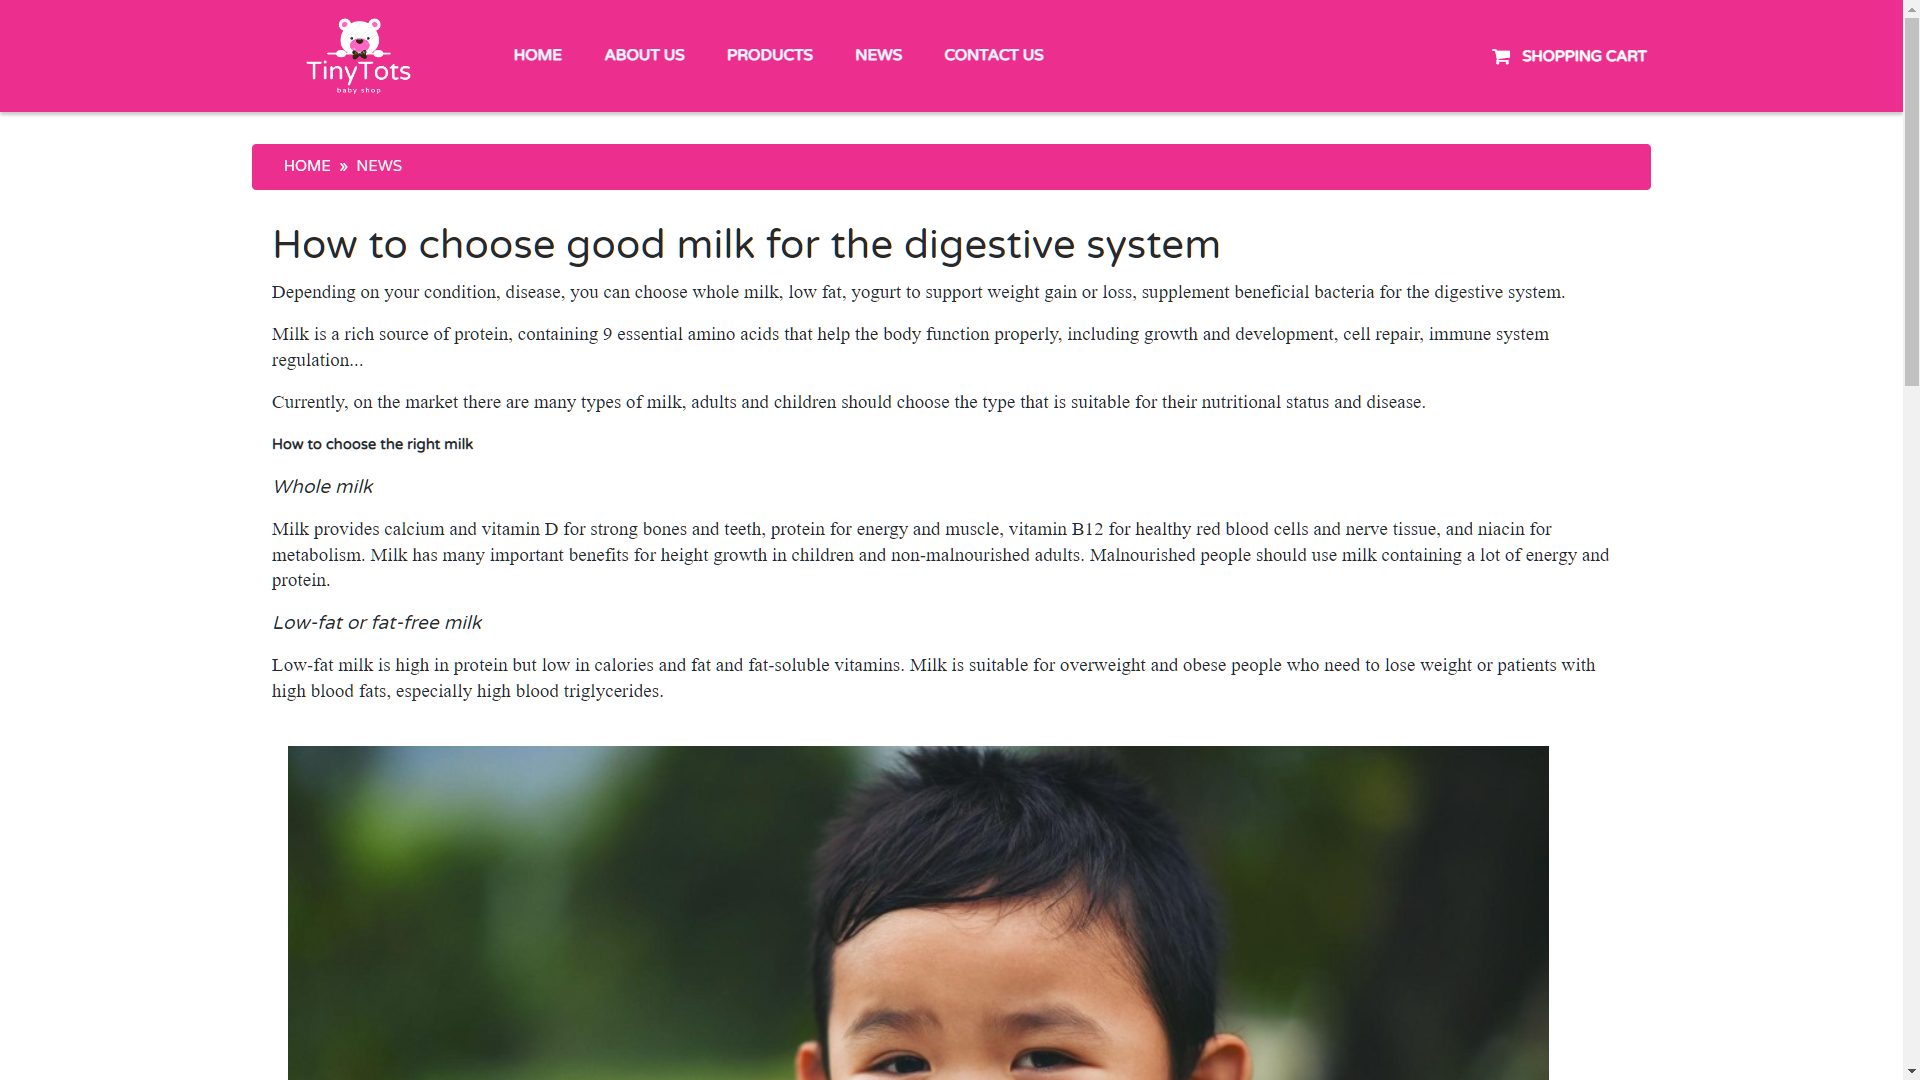 TinyTots
baby shop
HOME
ABOUT US
PRODUCTS
NEWS
CONTACT US
SHOPPING CART
HOME » NEWS
How to choose good milk for the digestive system
Depending on your condition, disease, you can choose whole milk, low fat, yogurt to support weight gain or loss, supplement beneficial bacteria for the digestive system.
Milk is a rich source of protein, containing 9 essential amino acids that help the body function properly, including growth and development, cell repair, immune system
regulation...
Currently, on the market there are many types of milk, adults and children should choose the type that is suitable for their nutritional status and disease.
How to choose the right milk
Whole milk
Milk provides calcium and vitamin D for strong bones and teeth, protein for energy and muscle, vitamin B12 for healthy red blood cells and nerve tissue, and niacin for
metabolism. Milk has many important benefits for height growth in children and non-malnourished adults. Malnourished people should use milk containing a lot of energy and
protein.
Low-fat or fat-free milk
Low-fat milk is high in protein but low in calories and fat and fat-soluble vitamins. Milk is suitable for overweight and obese people who need to lose weight or patients with
high blood fats, especially high blood triglycerides.